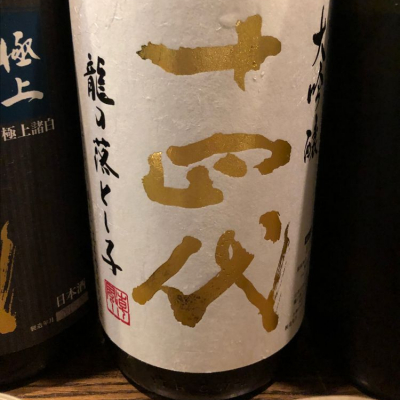 大吟醸
十四代
龍の落とし子
極上
極上諸白
日本酒